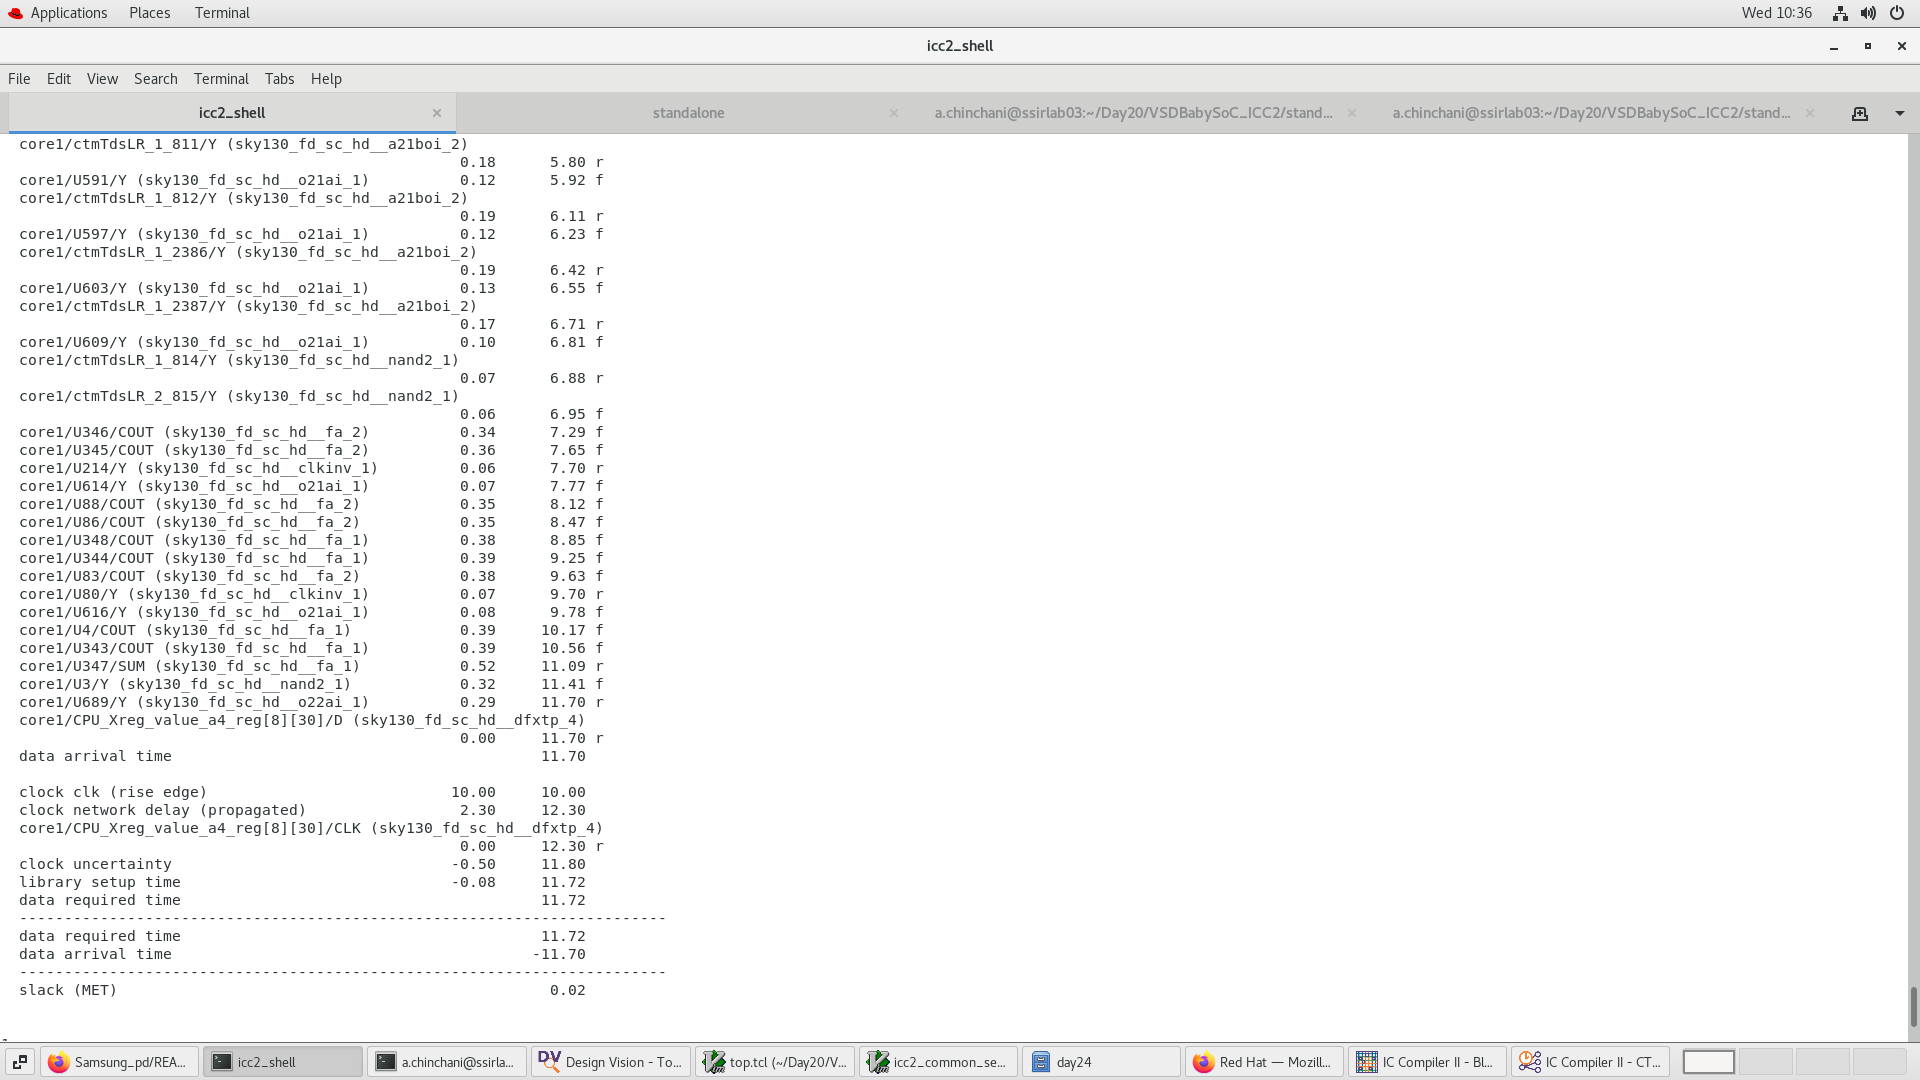 Applications Places Terminal Wed 10:36
icc2_shell
File Edit View Search Terminal Tabs Help
icc2_shell standalone a.chinchani@ssirlab03:~/Day20/VSDBabySoC_ICC2/stand... a.chinchani@ssirlab03:~/Day20/VSDBabySoC_ICC2/stand...
core1/ctmTdsLR_1_811/Y (sky130_fd_sc_hd__a21boi_2)
0.18 5.80 r
core1/U591/Y (sky130_fd_sc_hd__o21ai_1) 0.12 5.92 f
core1/ctmTdsLR_1_812/Y (sky130_fd_sc_hd__a21boi_2)
0.19 6.11 r
core1/U597/Y (sky130_fd_sc_hd__o21ai_1) 0.12 6.23 f
core1/ctmTdsLR_1_2386/Y (sky130_fd_sc_hd__a21boi_2)
0.19 6.42 r
core1/U603/Y (sky130_fd_sc_hd__o21ai_1) 0.13 6.55 f
core1/ctmTdsLR_1_2387/Y (sky130_fd_sc_hd__a21boi_2)
0.17 6.71 r
core1/U609/Y (sky130_fd_sc_hd__o21ai_1) 0.10 6.81 f
core1/ctmTdsLR_1_814/Y (sky130_fd_sc_hd__nand2_1)
0.07 6.88 r
core1/ctmTdsLR_2_815/Y (sky130_fd_sc_hd__nand2_1)
0.06 6.95 f
core1/U346/COUT (sky130_fd_sc_hd__fa_2) 0.34 7.29 f
core1/U345/COUT (sky130_fd_sc_hd__fa_2) 0.36 7.65 f
core1/U214/Y (sky130_fd_sc_hd__clkinv_1) 0.06 7.70 r
core1/U614/Y (sky130_fd_sc_hd__o21ai_1) 0.07 7.77 f
core1/U88/COUT (sky130_fd_sc_hd__fa_2) 0.35 8.12 f
core1/U86/COUT (sky130_fd_sc_hd__fa_2) 0.35 8.47 f
core1/U348/COUT (sky130_fd_sc_hd__fa_1) 0.38 8.85 f
core1/U344/COUT (sky130_fd_sc_hd__fa_1) 0.39 9.25 f
core1/U83/COUT (sky130_fd_sc_hd__fa_2) 0.38 9.63 f
core1/U80/Y (sky130_fd_sc_hd__clkinv_1) 0.07 9.70 r
core1/U616/Y (sky130_fd_sc_hd__o21ai_1) 0.08 9.78 f
core1/U4/COUT (sky130_fd_sc_hd__fa_1) 0.39 10.17 f
core1/U343/COUT (sky130_fd_sc_hd__fa_1) 0.39 10.56 f
core1/U347/SUM (sky130_fd_sc_hd__fa_1) 0.52 11.09 r
core1/U3/Y (sky130_fd_sc_hd__nand2_1) 0.32 11.41 f
core1/U689/Y (sky130_fd_sc_hd__o22ai_1) 0.29 11.70 r
core1/CPU_Xreg_value_a4_reg[8][30]/D (sky130_fd_sc_hd__dfxtp_4)
0.00 11.70 r
data arrival time 11.70
clock clk (rise edge) 10.00 10.00
clock network delay (propagated) 2.30 12.30
core1/CPU_Xreg_value_a4_reg[8][30]/CLK (sky130_fd_sc_hd__dfxtp_4)
0.00 12.30 r
clock uncertainty -0.50 11.80
library setup time -0.08 11.72
data required time 11.72
------------------------------------------------------------------------
data required time 11.72
data arrival time -11.70
------------------------------------------------------------------------
slack (MET) 0.02
Samsung_pd/REA... icc2_shell a.chinchani@ssirla... Design Vision - To... top.tcl (~/Day20/V... icc2_common_se... day24 Red Hat — Mozill... IC Compiler II - Bl... IC Compiler II - CT...